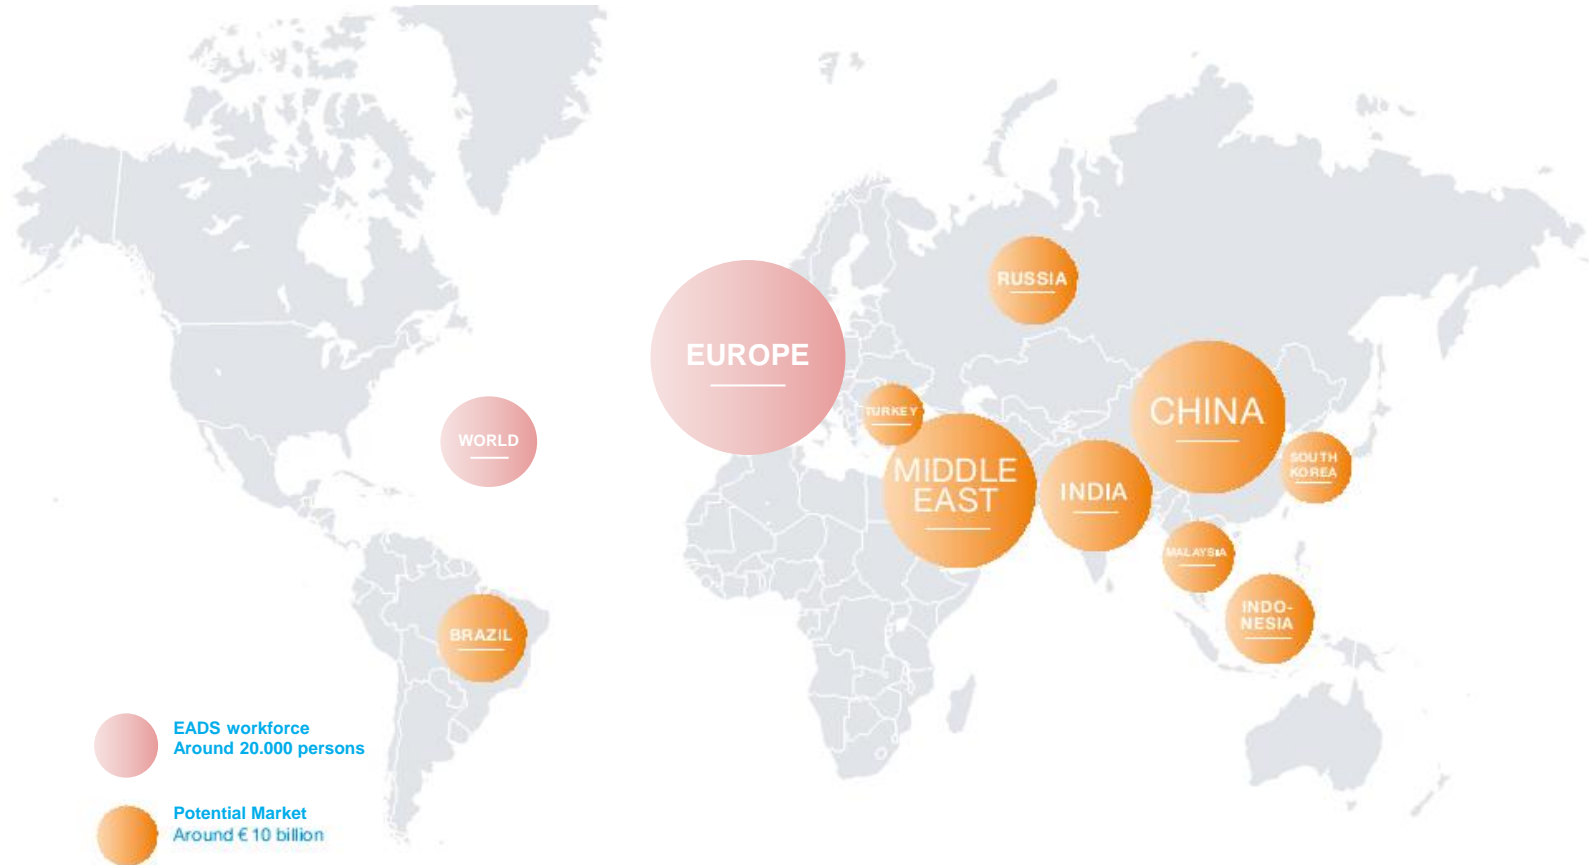 RUSSIA
EUROPE
TURKEY
CHINA
WORLD
MIDDLE
EAST
INDIA
SOUTH
KOREA
MALAYSIA
INDO-
NESIA
BRAZIL
EADS workforce
Around 20.000 persons
Potential Market
Around € 10 billion